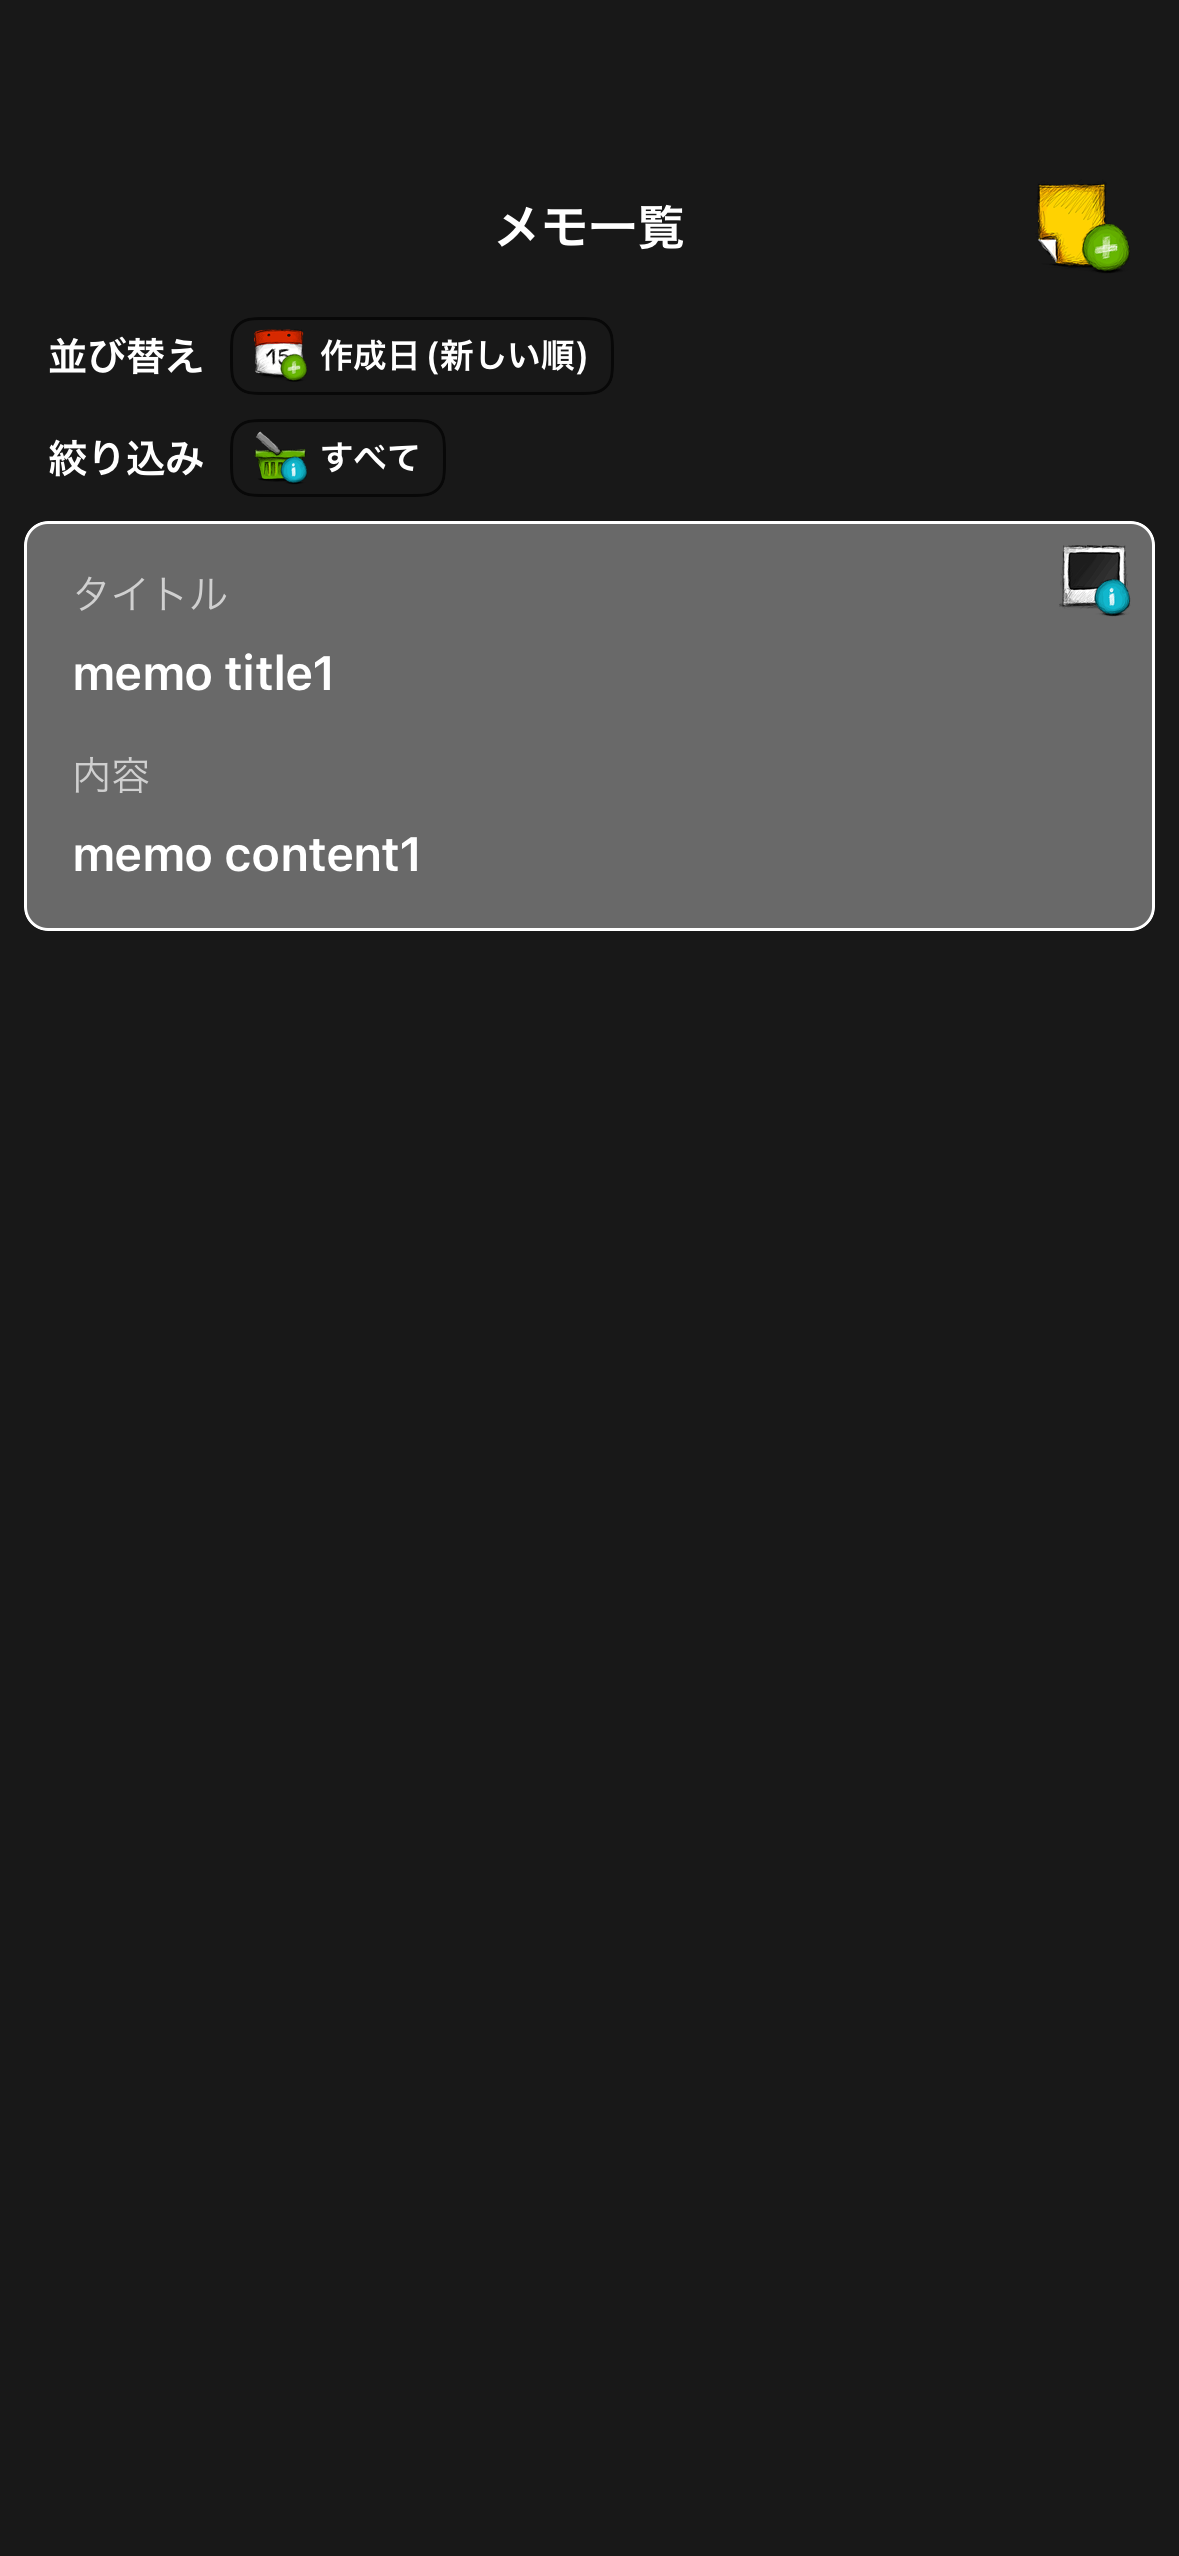 メモ一覧
並び替え
15
作成日 (新しい順)
絞り込み
すべて
タイトル
memo title1
内容
memo content1